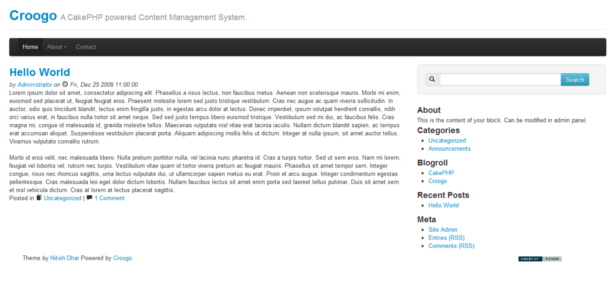 Croogo A CakePHP powered Content Management System.
Home About Contact
Hello World
by Administrator on Fri, Dec 25 2009 11:00:00
Lorem ipsum dolor sit amet, consectetur adipiscing elit. Phasellus a risus lectus, non faucibus metus. Aenean non scelerisque mauris. Morbi mi enim,
euismod sed placerat ut, feugiat feugiat eros. Praesent molestie lorem sed justo tristique vestibulum. Cras nec augue ac quam viverra sollicitudin. In
auctor, odio quis tincidunt blandit, lectus enim fringilla justo, in egestas arcu dolor at lectus. Donec imperdiet, ipsum volutpat hendrerit convallis, nibh
orci varius erat, in faucibus nulla tortor sit amet neque. Sed sed justo tempus libero euismod tristique. Vestibulum sed mi dui, ac faucibus felis. Cras
magna mi, congue id malesuada id, gravida molestie tellus. Maecenas vulputate nisl vitae erat lacinia iaculis. Nullam dictum blandit sapien, ac tempus
erat accumsan aliquet. Suspendisse vestibulum placerat porta. Aliquam adipiscing mollis felis ut dictum. Integer at nulla ipsum, sit amet auctor tellus.
Vivamus vulputate convallis rutrum.
Morbi et eros velit, nec malesuada libero. Nulla pretium porttitor nulla, vel lacinia nunc pharetra id. Cras a turpis tortor. Sed ut sem eros. Nam mi lorem,
feugiat vel lobortis vel, rutrum nec turpis. Vestibulum vitae quam id tortor viverra pretium ac feugiat mauris. Phasellus sit amet tempor sem. Integer
congue, risus nec rhoncus sagittis, urna lectus vulputate dui, ut ullamcorper sapien metus eu erat. Proin et arcu augue. Integer condimentum egestas
pellentesque. Cras malesuada leo eget dolor dictum lobortis. Nullam faucibus lectus sit amet enim porta sed laoreet tellus pulvinar. Duis sit amet sem
et nisl vehicula dictum. Cras at lorem at lectus placerat sagittis.
Posted in Uncategorized | 1 Comment
Search
About
This is the content of your block. Can be modified in admin panel.
Categories
Uncategorized
Announcements
Blogroll
CakePHP
Croogo
Recent Posts
Hello World
Meta
Site Admin
Entries (RSS)
Comments (RSS)
Theme by Nitish Dhar Powered by Croogo.